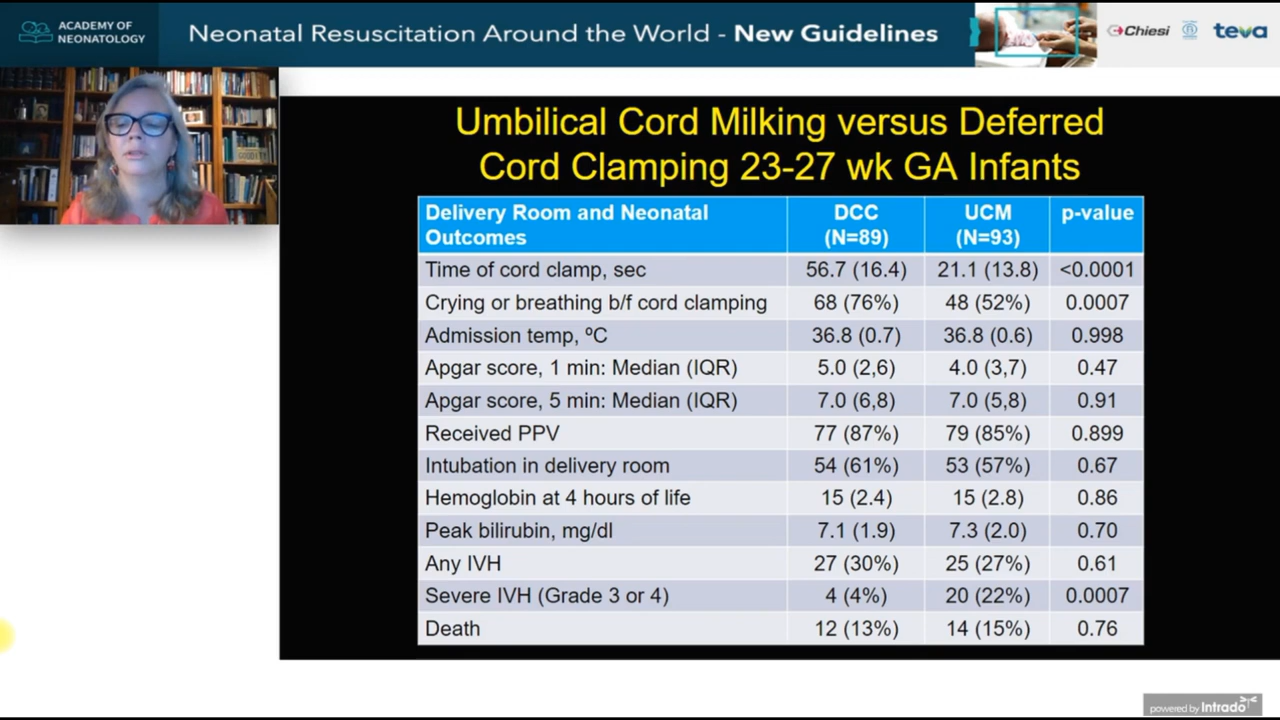 ACADEMY OF
NEONATOLOGY
Neonatal Resuscitation Around the World - New Guidelines
Chiesi
teva
Umbilical Cord Milking versus Deferred
Cord Clamping 23-27 wk GA Infants
Delivery Room and Neonatal Outcomes DCC (N=89) UCM (N=93) p-value
Time of cord clamp, sec 56.7 (16.4) 21.1 (13.8) <0.0001
Crying or breathing b/f cord clamping 68 (76%) 48 (52%) 0.0007
Admission temp, ºC 36.8 (0.7) 36.8 (0.6) 0.998
Apgar score, 1 min: Median (IQR) 5.0 (2,6) 4.0 (3,7) 0.47
Apgar score, 5 min: Median (IQR) 7.0 (6,8) 7.0 (5,8) 0.91
Received PPV 77 (87%) 79 (85%) 0.899
Intubation in delivery room 54 (61%) 53 (57%) 0.67
Hemoglobin at 4 hours of life 15 (2.4) 15 (2.8) 0.86
Peak bilirubin, mg/dl 7.1 (1.9) 7.3 (2.0) 0.70
Any IVH 27 (30%) 25 (27%) 0.61
Severe IVH (Grade 3 or 4) 4 (4%) 20 (22%) 0.0007
Death 12 (13%) 14 (15%) 0.76
powered by Intrado